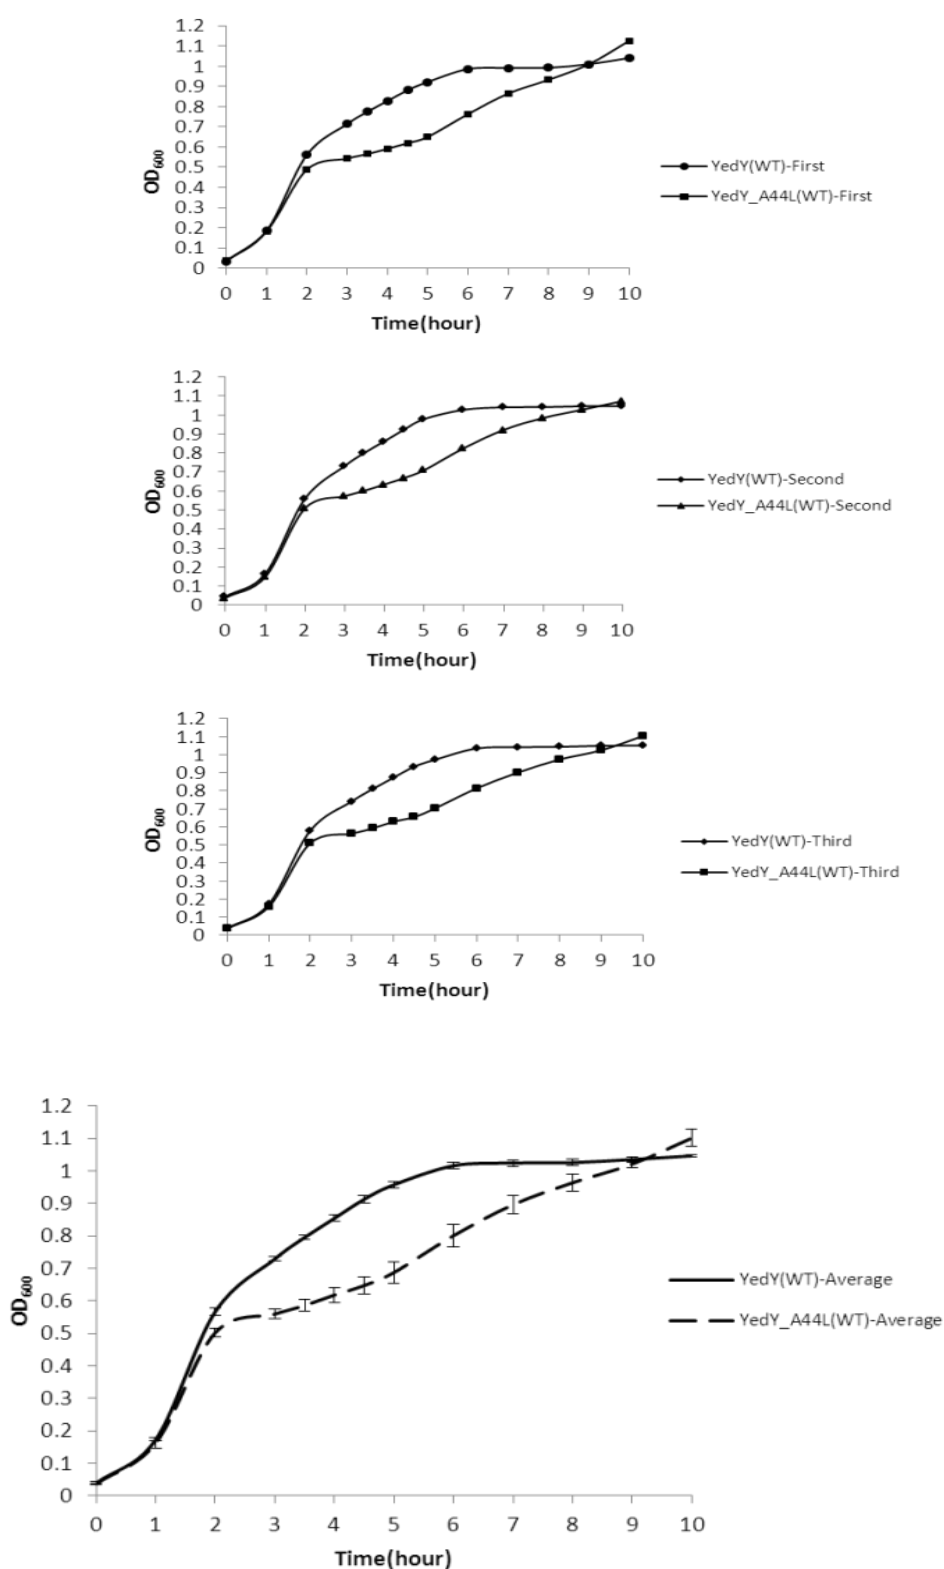 1.2
1.1
1
0.9
0.8
0.7
0.6
0.5
0.4
0.3
0.2
0.1
0
OD600
0 1 2 3 4 5 6 7 8 9 10
Time(hour)
YedY(WT)-First
YedY_A44L(WT)-First
1.2
1.1
1
0.9
0.8
0.7
0.6
0.5
0.4
0.3
0.2
0.1
0
OD600
0 1 2 3 4 5 6 7 8 9 10
Time(hour)
YedY(WT)-Second
YedY_A44L(WT)-Second
1.2
1.1
1
0.9
0.8
0.7
0.6
0.5
0.4
0.3
0.2
0.1
0
OD600
0 1 2 3 4 5 6 7 8 9 10
Time(hour)
YedY(WT)-Third
YedY_A44L(WT)-Third
1.2
1.1
1
0.9
0.8
0.7
0.6
0.5
0.4
0.3
0.2
0.1
0
OD600
0 1 2 3 4 5 6 7 8 9 10
Time(hour)
YedY(WT)-Average
YedY_A44L(WT)-Average